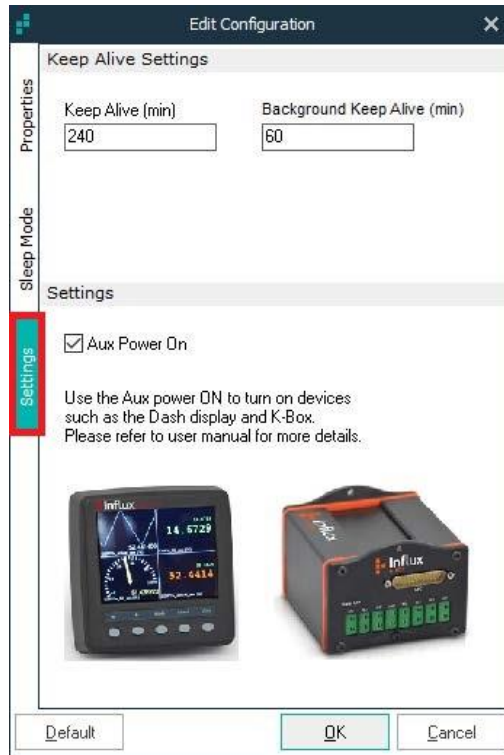 Edit Configuration
Properties
Sleep Mode
Settings
Keep Alive Settings
Keep Alive (min)
Background Keep Alive (min)
240
60
Settings
Aux Power On
Use the Aux power ON to turn on devices
such as the Dash display and K-Box.
Please refer to user manual for more details.
Influx
14.6729
Influx
Default
OK
Cancel